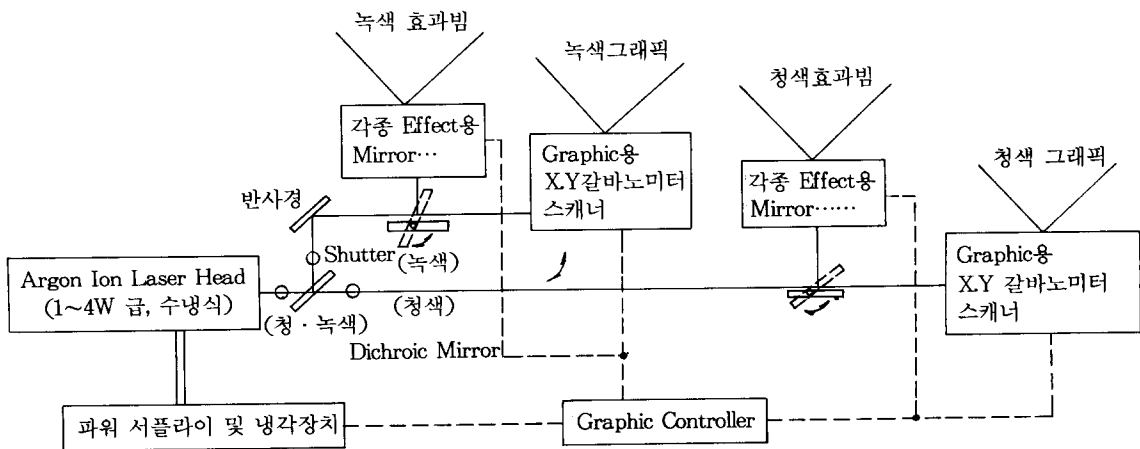 녹색 효과빔
녹색그래픽
청색효과빔
청색 그래픽
각종 Effect용
Mirror…
Graphic용
X.Y갈바노미터
스캐너
각종 Effect용
Mirror……
Graphic용
X.Y 갈바노미터
스캐너
반사경
Shutter
(녹색)
Argon Ion Laser Head
(1~4W 급, 수냉식)
(청·녹색)
(청색)
Dichroic Mirror
파워 서플라이 및 냉각장치
Graphic Controller